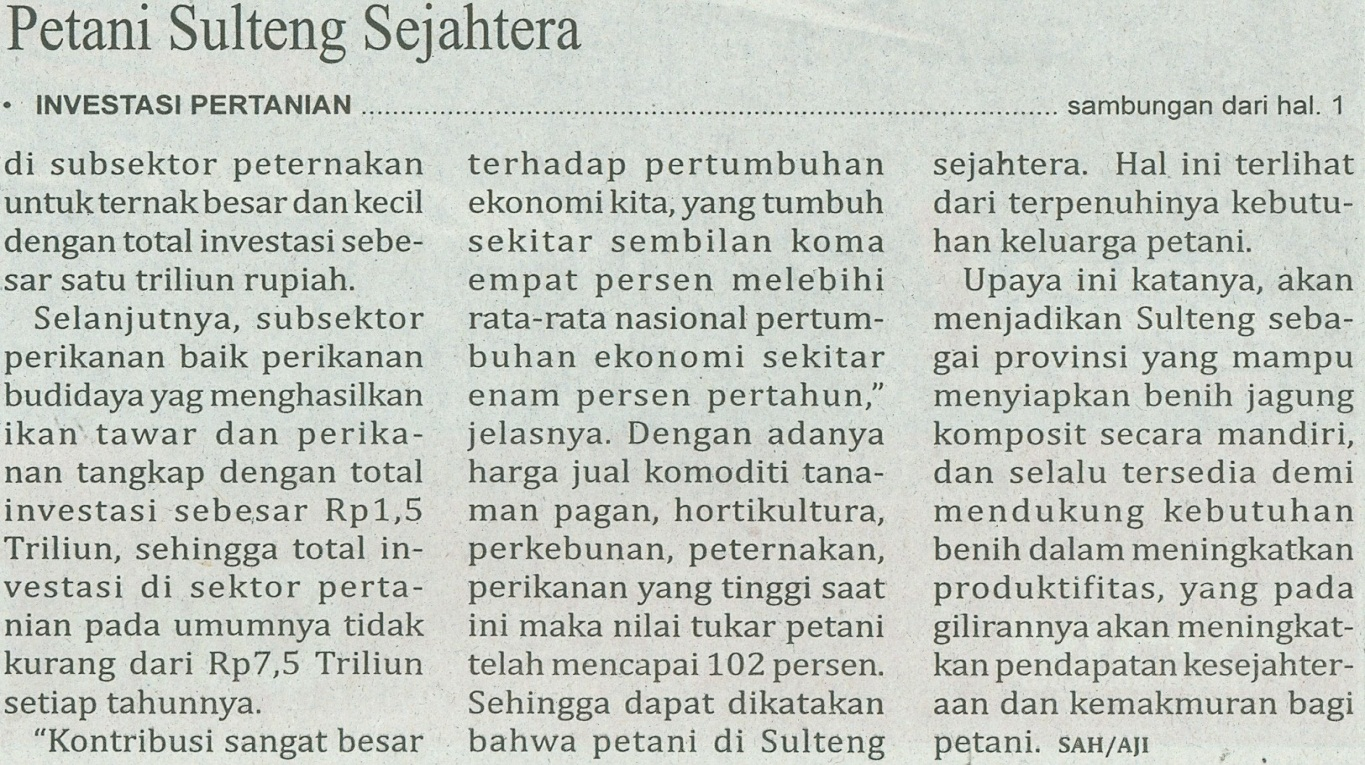 Petani Sulteng Sejahtera
• INVESTASI PERTANIAN ........................................................................................... sambungan dari hal. 1
di subsektor peternakan
untuk ternak besar dan kecil
dengan total investasi sebe-
sar satu triliun rupiah.
Selanjutnya, subsektor
perikanan baik perikanan
budidaya yag menghasilkan
ikan tawar dan perika-
nan tangkap dengan total
investasi sebesar Rp1,5
Triliun, sehingga total in-
vestasi di sektor perta-
nian pada umumnya tidak
kurang dari Rp7,5 Triliun
setiap tahunnya.
“Kontribusi sangat besar
terhadap pertumbuhan
ekonomi kita, yang tumbuh
sekitar sembilan koma
empat persen melebihi
rata-rata nasional pertum-
buhan ekonomi sekitar
enam persen pertahun,”
jelasnya. Dengan adanya
harga jual komoditi tana-
man pagan, hortikultura,
perkebunan, peternakan,
perikanan yang tinggi saat
ini maka nilai tukar petani
telah mencapai 102 persen.
Sehingga dapat dikatakan
bahwa petani di Sulteng
sejahtera. Hal ini terlihat
dari terpenuhinya kebutu-
han keluarga petani.
Upaya ini katanya, akan
menjadikan Sulteng seba-
gai provinsi yang mampu
menyiapkan benih jagung
komposit secara mandiri,
dan selalu tersedia demi
mendukung kebutuhan
benih dalam meningkatkan
produktifitas, yang pada
gilirannya akan meningkat-
kan pendapatan kesejahter-
aan dan kemakmuran bagi
petani. SAH/AJI